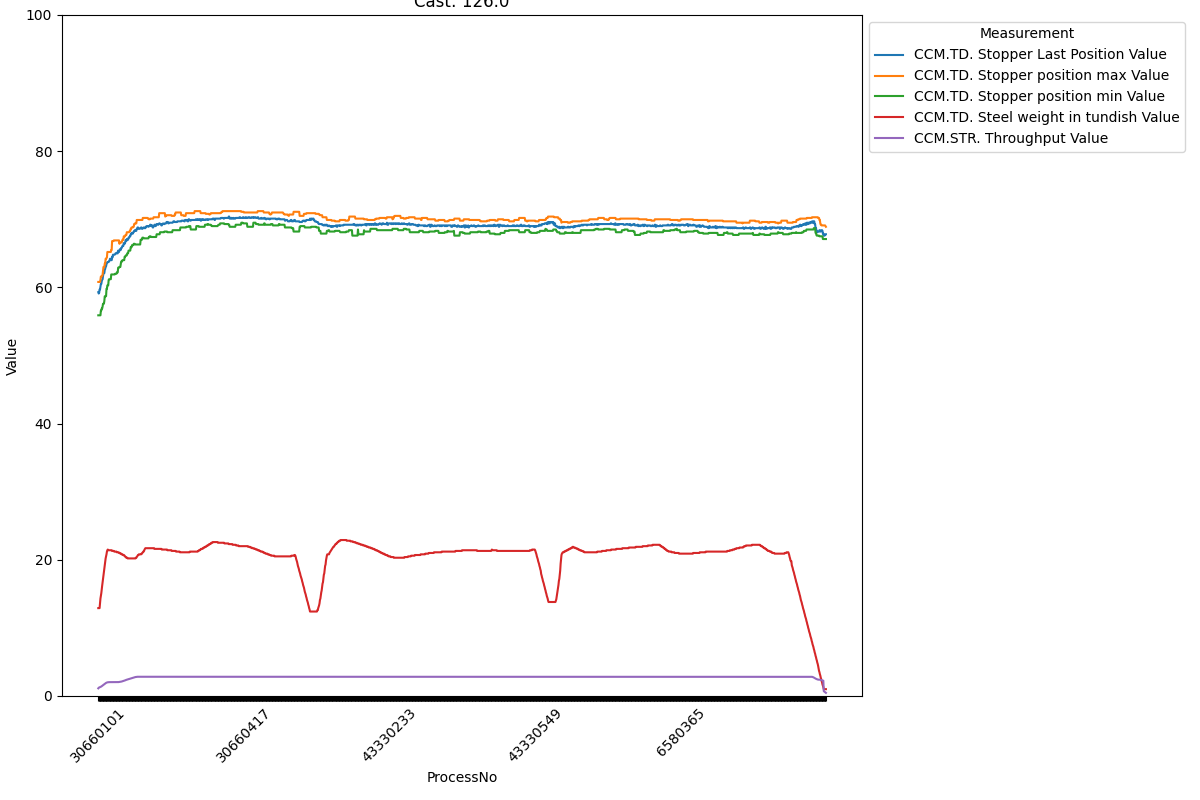 Cast: 126.0
Measurement
CCM.TD. Stopper Last Position Value
CCM.TD. Stopper position max Value
CCM.TD. Stopper position min Value
CCM.TD. Steel weight in tundish Value
CCM.STR. Throughput Value
100
80
60
40
20
0
Value
30660101
30660417
43330233
43330549
6580365
ProcessNo